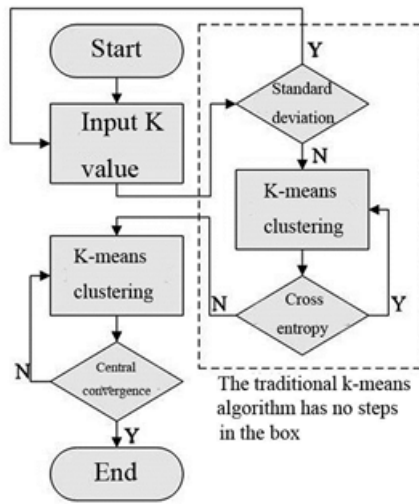 Start
Input K
value
Y
Standard
deviation
N
K-means
clustering
Cross
entropy
N
Y
K-means
clustering
Central
convergence
N
Y
End
The traditional k-means
algorithm has no steps
in the box